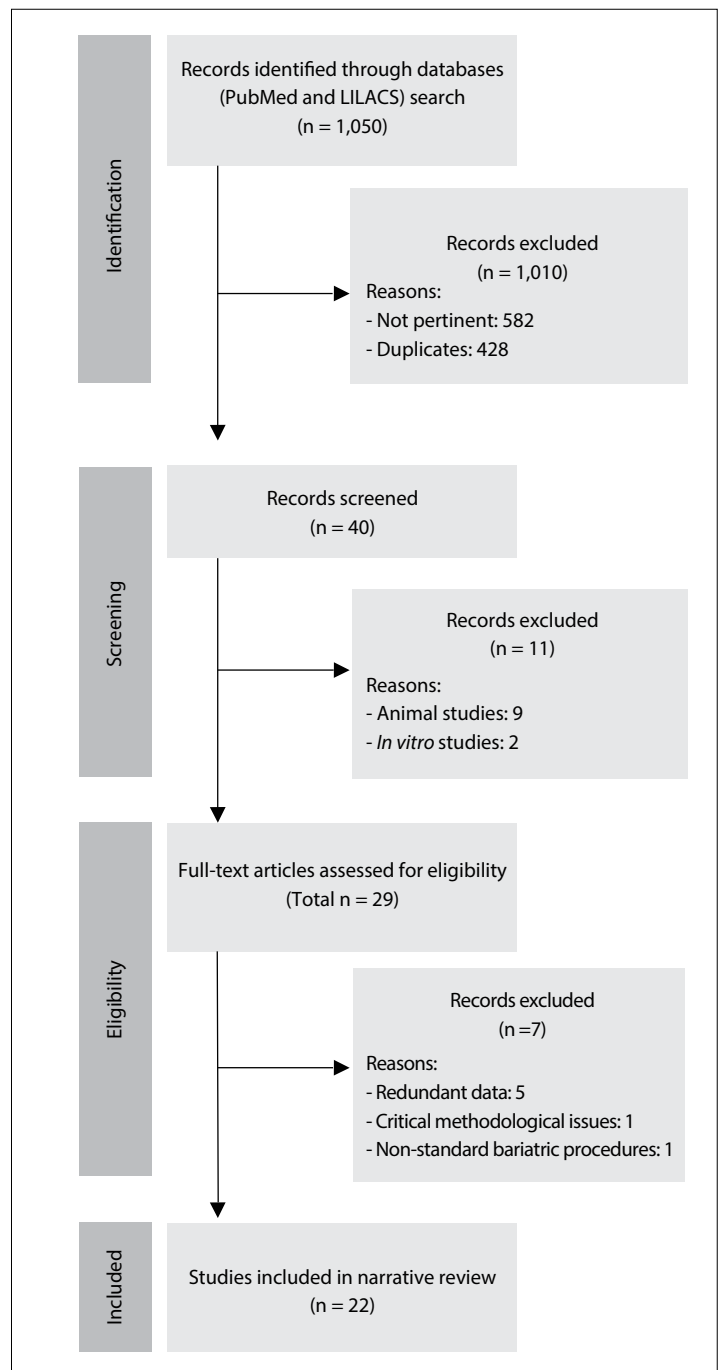 Identification
Records identified through databases
(PubMed and LILACS) search
(n = 1,050)
Records excluded
(n = 1,010)
Reasons:
- Not pertinent: 582
- Duplicates: 428
Screening
Records screened
(n = 40)
Records excluded
(n = 11)
Reasons:
- Animal studies: 9
- In vitro studies: 2
Eligibility
Full-text articles assessed for eligibility
(Total n = 29)
Records excluded
(n =7)
Reasons:
- Redundant data: 5
- Critical methodological issues: 1
- Non-standard bariatric procedures: 1
Included
Studies included in narrative review
(n = 22)